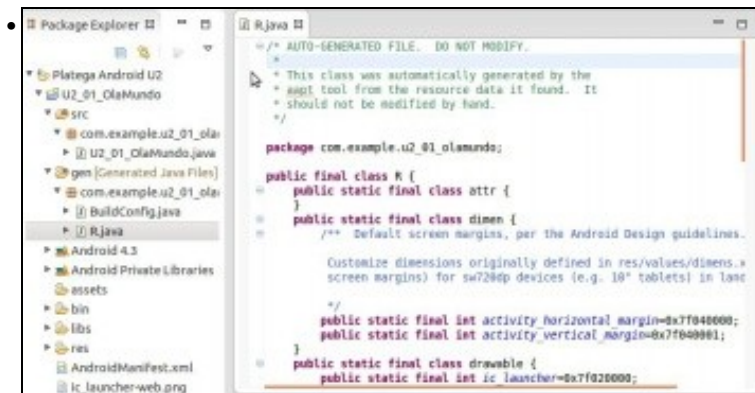 Package Explorer
Platega Android U2
U2_01_OlaMundo
src
com.example.u2_01_ola
U2_01_OlaMundo.java
gen [Generated Java Files]
com.example.u2_01_ola
BuildConfig.java
R.java
Android 4.3
Android Private Libraries
assets
bin
libs
res
AndroidManifest.xml
ic_launcher-web.png
R.java
/* AUTO-GENERATED FILE.  DO NOT MODIFY.
*
* This class was automatically generated by the
* aapt tool from the resource data it found.  It
* should not be modified by hand.
*/
package com.example.u2_01_olamundo;
public final class R {
public static final class attr {
}
public static final class dimen {
/**  Default screen margins, per the Android Design guidelines.
Customize dimensions originally defined in res/values/dimens.x
screen margins) for sw720dp devices (e.g. 10" tablets) in land
*/
public static final int activity_horizontal_margin=0x7f040000;
public static final int activity_vertical_margin=0x7f040001;
}
public static final class drawable {
public static final int ic_launcher=0x7f020000;